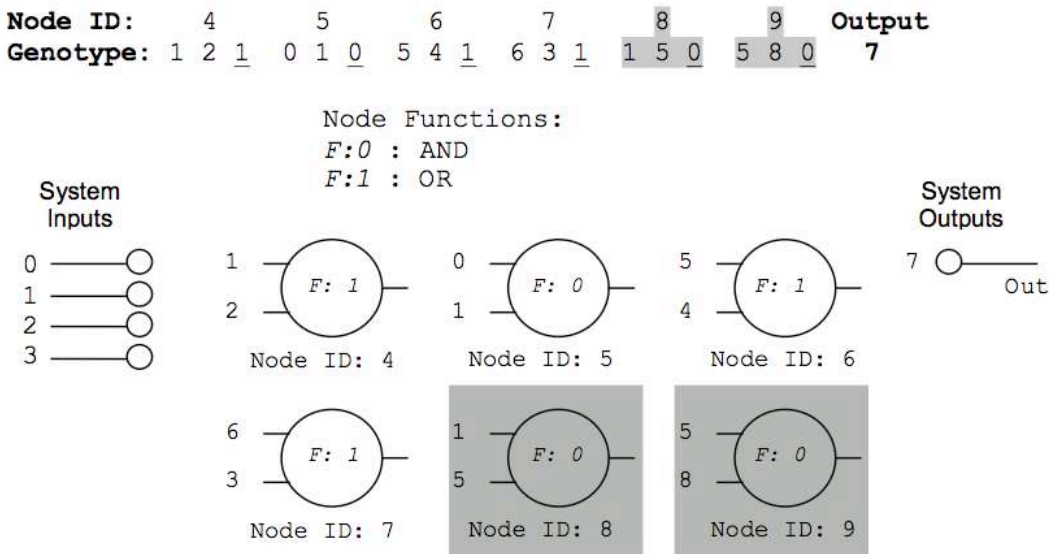 Node ID: 4 5 6 7 8 9 Output
Genotype: 1 2 1 0 1 0 5 4 1 6 3 1 1 5 0 5 8 0 7
Node Functions:
F:0 : AND
F:1 : OR
System
Inputs
System
Outputs
0
1
2
3
1
2
F: 1
Node ID: 4
0
1
F: 0
Node ID: 5
5
4
F: 1
Node ID: 6
7
Out
6
3
F: 1
Node ID: 7
1
5
F: 0
Node ID: 8
5
8
F: 0
Node ID: 9